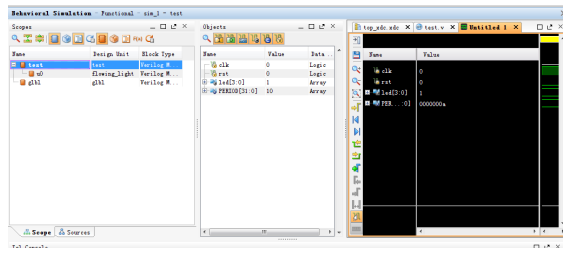 Behavioral Simulation - Functional - sim_1 - test
Scopes
Name Design Unit Block Type
test test Verilog M...
u0 flowing_light Verilog M...
glbl glbl Verilog M...
Scope Sources
Objects
Name Value Data ..
clk 0 Logic
rst 0 Logic
led[3:0] 1 Array
PERIOD[31:0] 10 Array
top_xdc.xdc test.v Untitled 1
Name Value
clk 0
rst 0
led[3:0] 1
PER...:0] 0000000a
Tcl Console